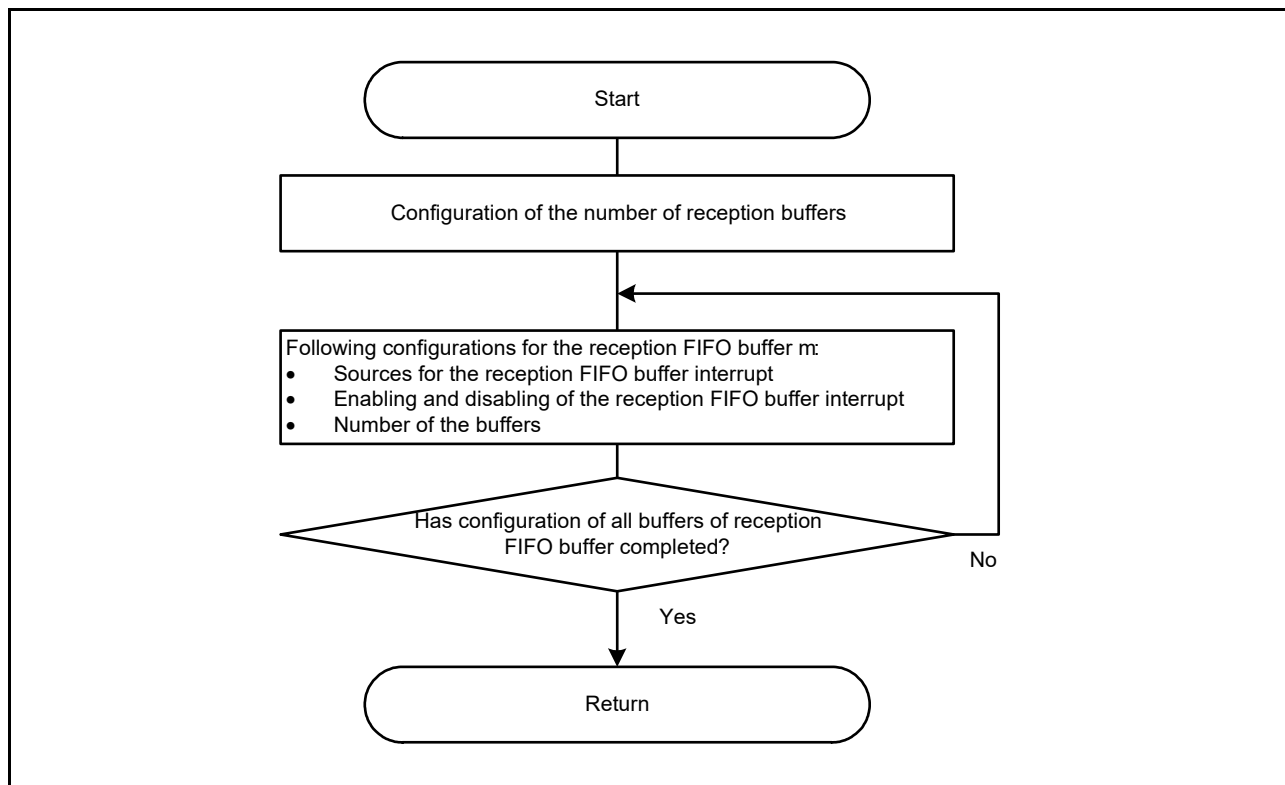 Start
Configuration of the number of reception buffers
Following configurations for the reception FIFO buffer m:
• Sources for the reception FIFO buffer interrupt
• Enabling and disabling of the reception FIFO buffer interrupt
• Number of the buffers
Has configuration of all buffers of reception
FIFO buffer completed?
No
Yes
Return